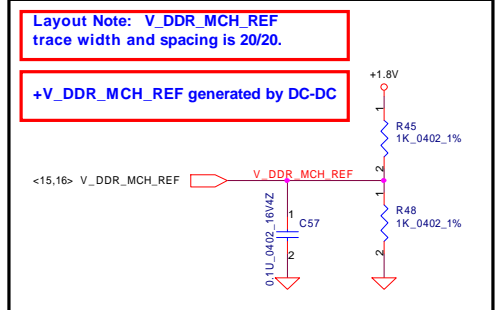 Layout Note: V_DDR_MCH_REF
trace width and spacing is 20/20.
+V_DDR_MCH_REF generated by DC-DC
+1.8V
1
R45
1K_0402_1%
2
<15,16> V_DDR_MCH_REF
V_DDR_MCH_REF
1
R48
1K_0402_1%
2
1
C57
2
0.1U_0402_16V4Z